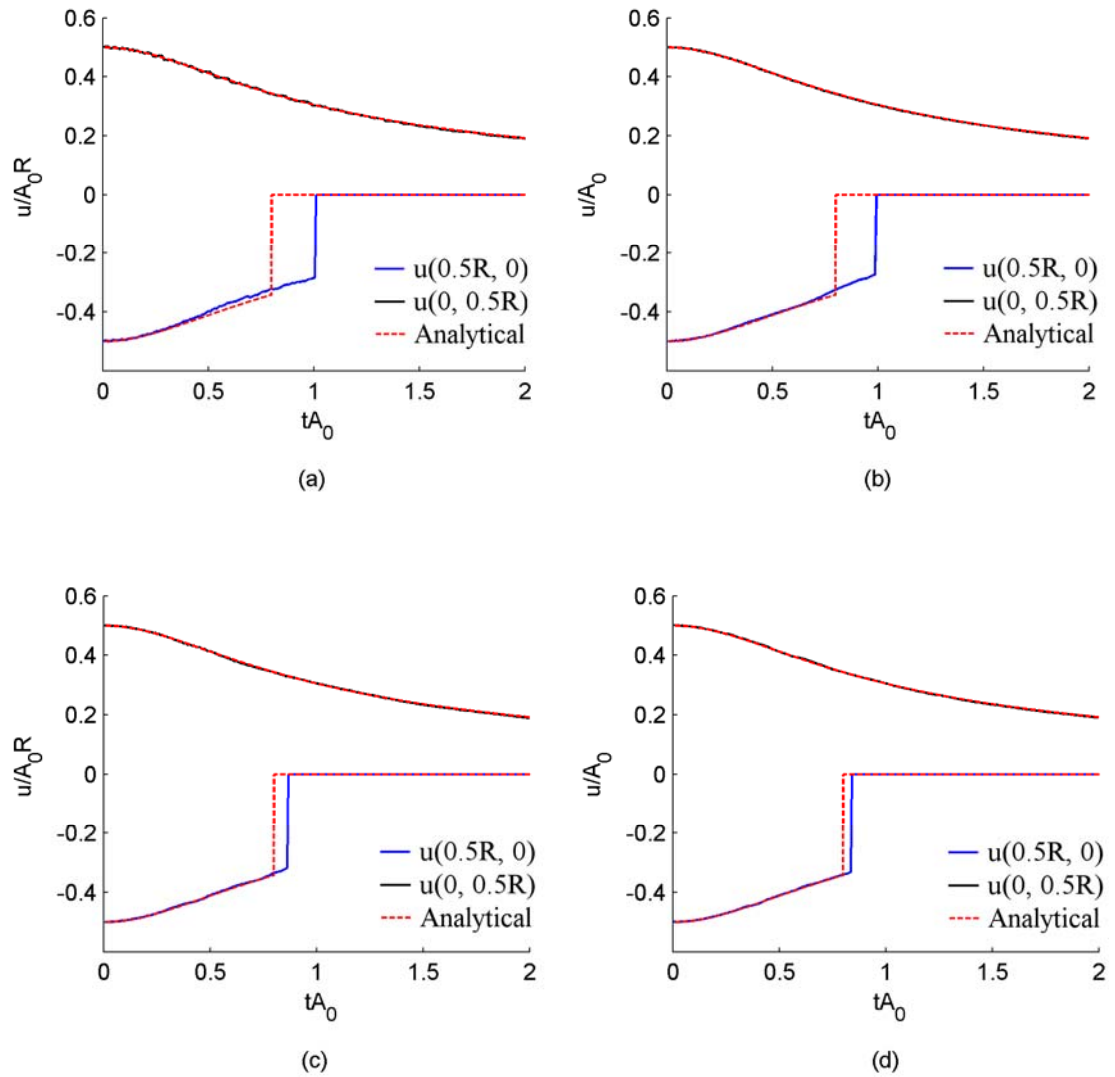 0.6
0.4
0.2
0
-0.2
-0.4
u/A₀R
u(0.5R, 0)
u(0, 0.5R)
Analytical
0 0.5 1 1.5 2
tA₀
(a)
0.6
0.4
0.2
0
-0.2
-0.4
u/A₀
u(0.5R, 0)
u(0, 0.5R)
Analytical
0 0.5 1 1.5 2
tA₀
(b)
0.6
0.4
0.2
0
-0.2
-0.4
u/A₀R
u(0.5R, 0)
u(0, 0.5R)
Analytical
0 0.5 1 1.5 2
tA₀
(c)
0.6
0.4
0.2
0
-0.2
-0.4
u/A₀
u(0.5R, 0)
u(0, 0.5R)
Analytical
0 0.5 1 1.5 2
tA₀
(d)